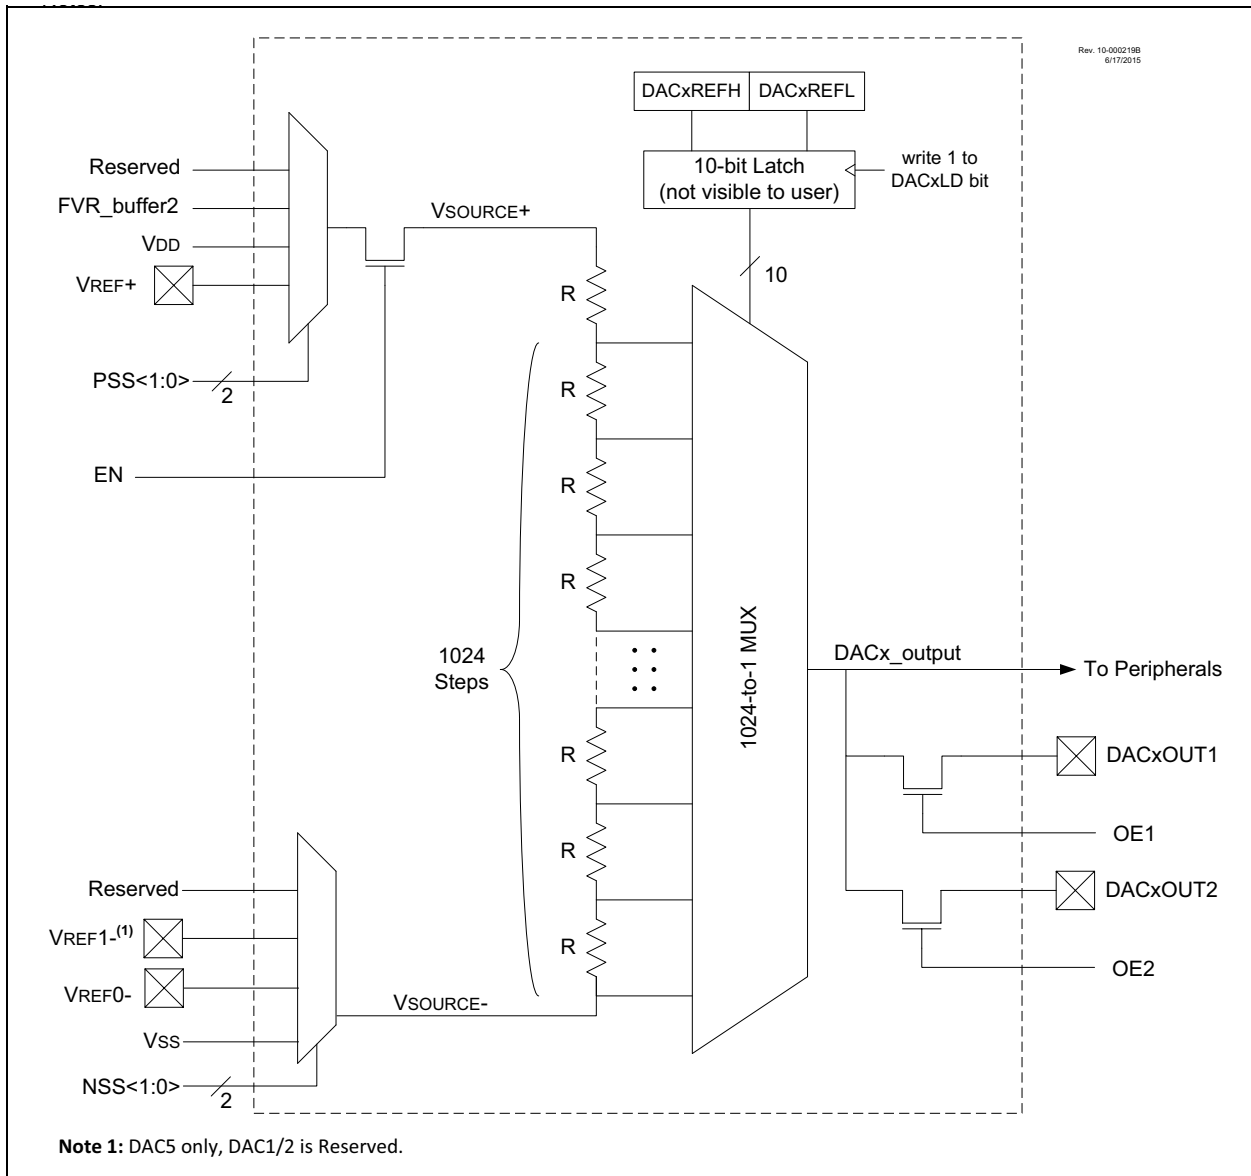 Rev. 10-000219B
6/17/2015
DACxREFH DACxREFL
10-bit Latch
(not visible to user)
write 1 to
DACxLD bit
10
Reserved
FVR_buffer2
VDD
VREF+
PSS<1:0>
2
EN
VSOURCE+
R
R
R
R
1024
Steps
R
R
R
1024-to-1 MUX
DACx_output
To Peripherals
DACxOUT1
OE1
DACxOUT2
OE2
Reserved
VREF1-(1)
VREF0-
VSS
NSS<1:0>
2
VSOURCE-
Note 1: DAC5 only, DAC1/2 is Reserved.